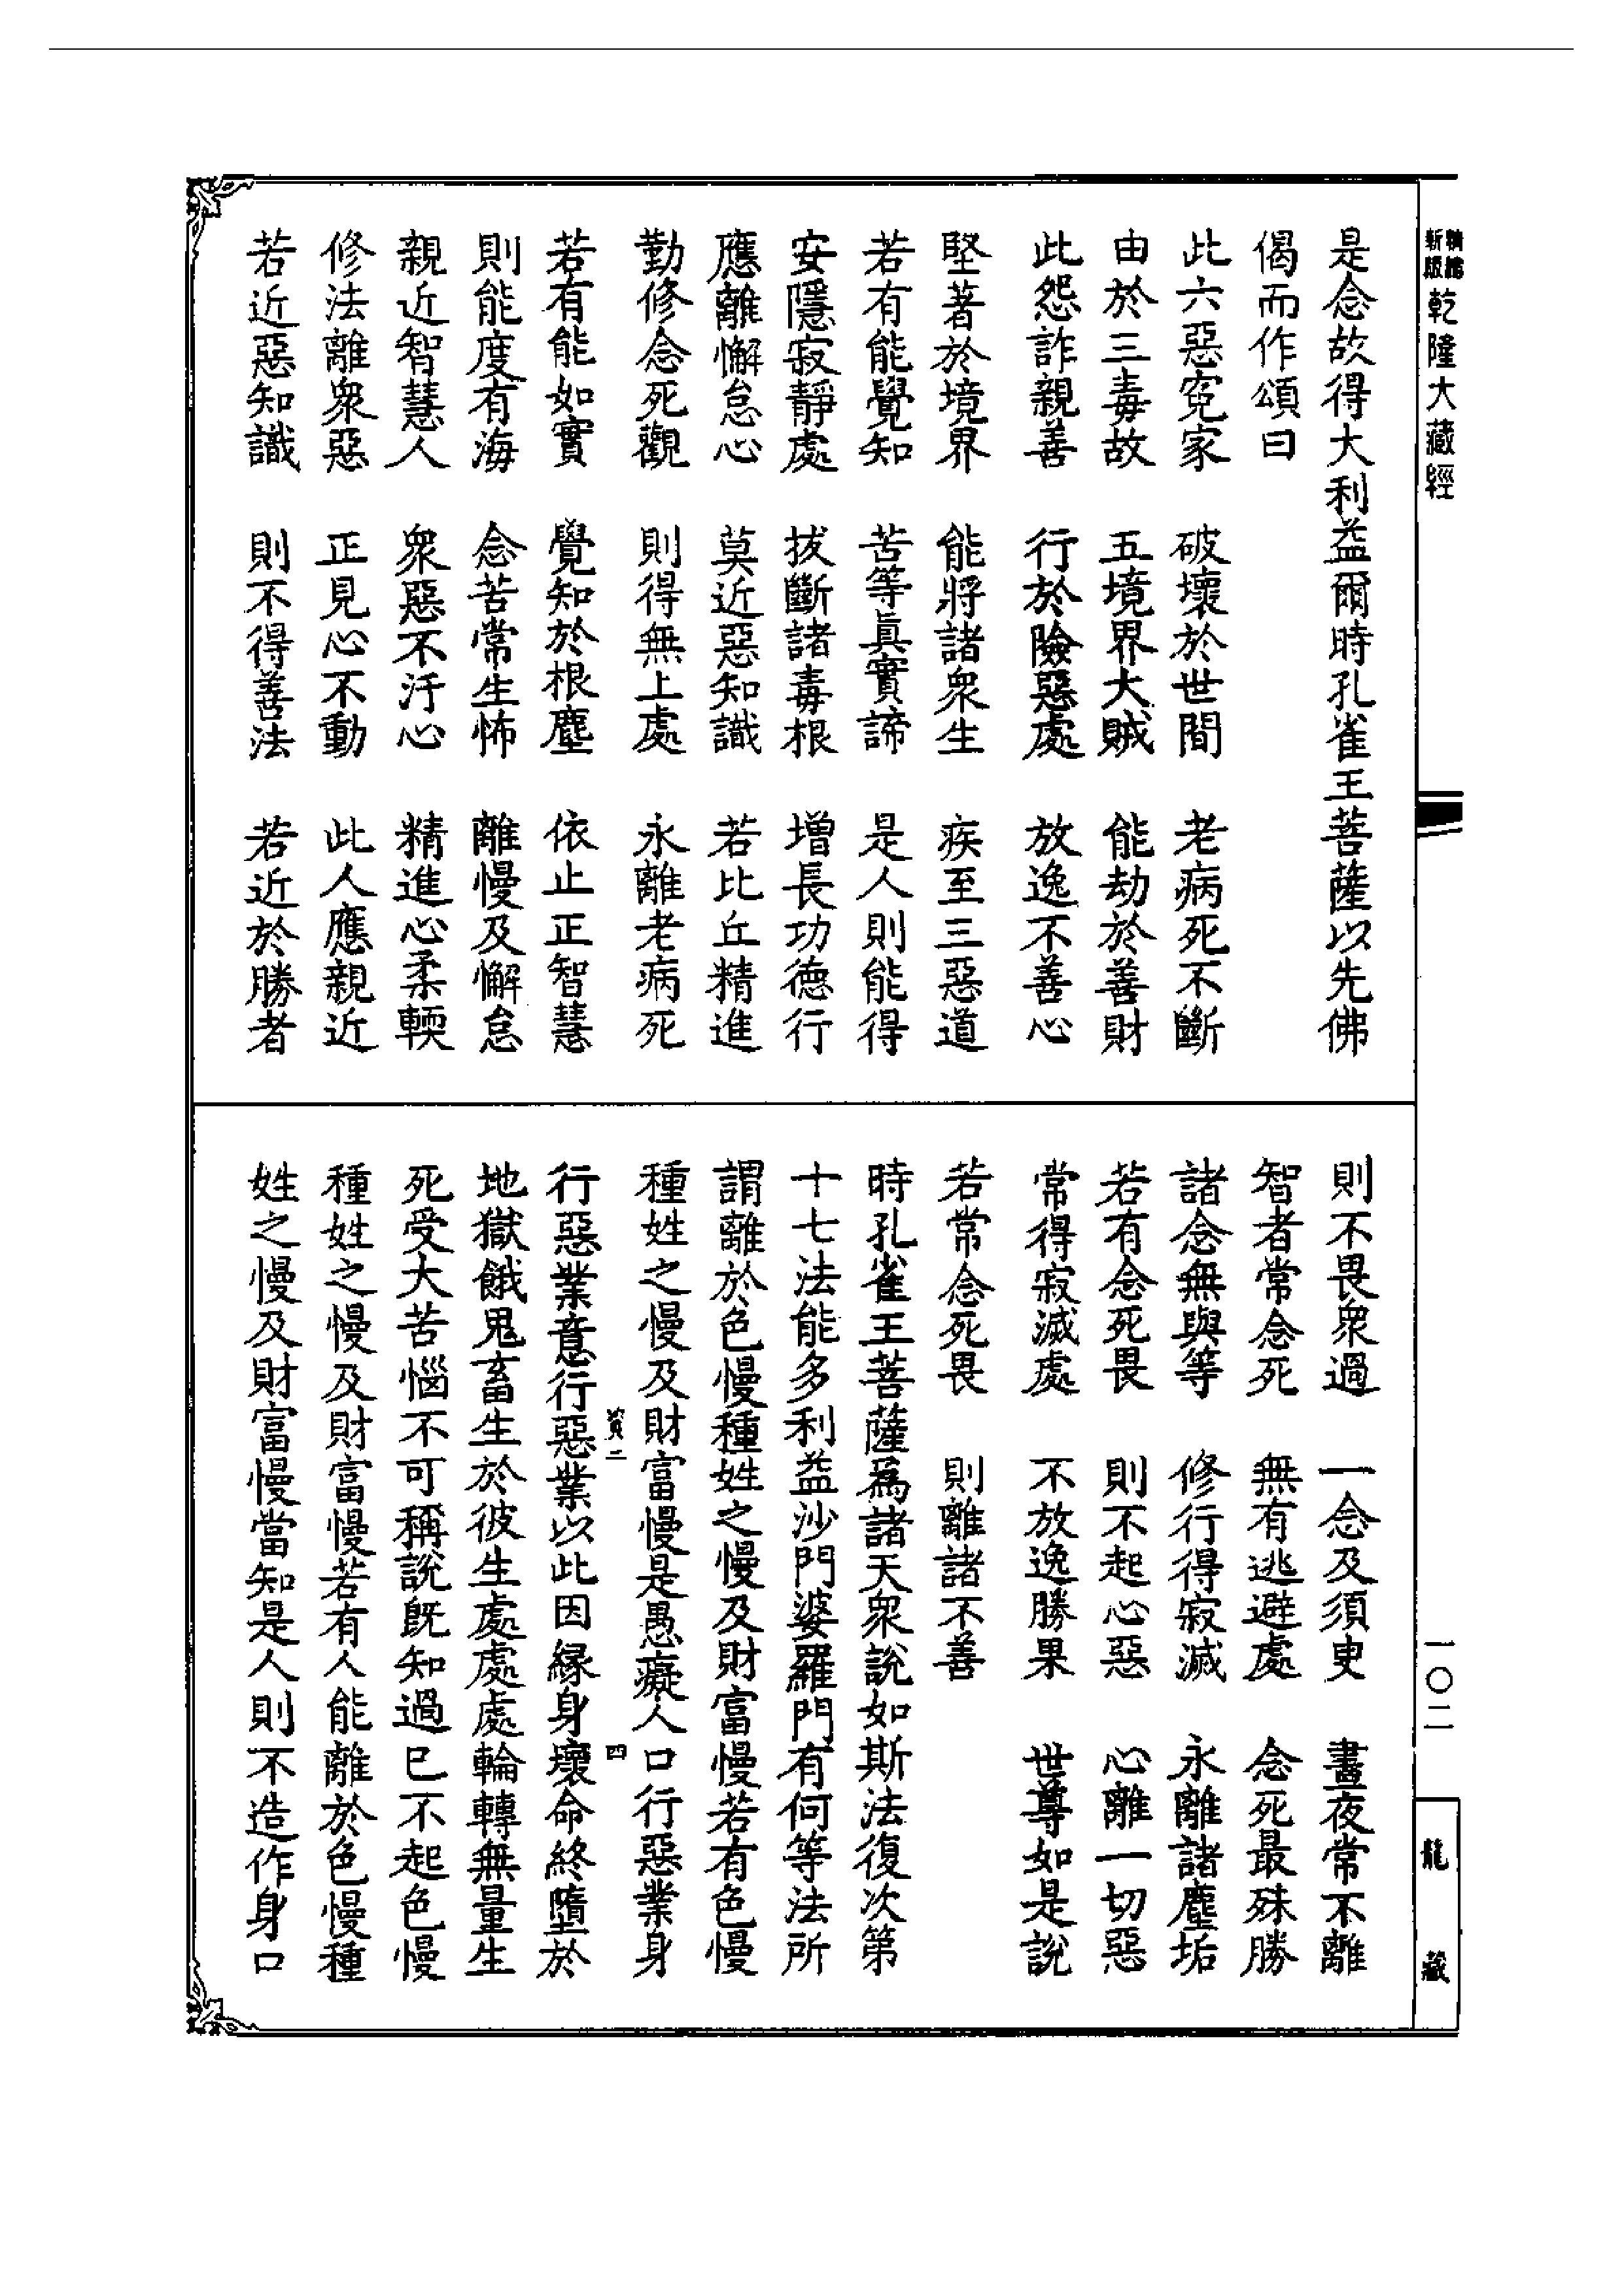 精縮新版乾隆大藏經
是念故得大利益爾時孔雀王菩薩以先佛
偈而作頌曰
此六惡寃家　破壞於世間　老病死不斷
由於三毒故　五境界大賊　能劫於善財
此怨詐親善　行於險惡處　放逸不善心
堅著於境界　能將諸衆生　疾至三惡道
若有能覺知　苦等眞實諦　是人則能得
安隱寂靜處　拔斷諸毒根　增長功德行
應離懈怠心　莫近惡知識　若比丘精進
勤修念死觀　則得無上處　永離老病死
若有能如實　覺知於根塵　依止正智慧
則能度有海　念苦常生怖　離慢及懈怠
親近智慧人　衆惡不汙心　精進心柔輭
修法離衆惡　正見心不動　此人應親近
若近惡知識　則不得善法　若近於勝者
則不畏衆過　一念及須臾　晝夜常不離
智者常念死　無有逃避處　念死最殊勝
諸念無與等　修行得寂滅　永離諸塵垢
若有念死畏　則不起心惡　心離一切惡
常得寂滅處　不放逸勝果　世尊如是說
若常念死畏　則離諸不善
時孔雀王菩薩爲諸天衆說如斯法復次第
十七法能多利益沙門婆羅門有何等法所
謂離於色慢種姓之慢及財富慢若有色慢
種姓之慢及財富慢是愚癡人口行惡業身
資二　四
行惡業意行惡業以此因縁身壞命終墮於
地獄餓鬼畜生於彼生處處處輪轉無量生
死受大苦惱不可稱說旣知過已不起色慢
種姓之慢及財富慢若有人能離於色慢種
姓之慢及財富慢當知是人則不造作身口
一〇二
龍藏